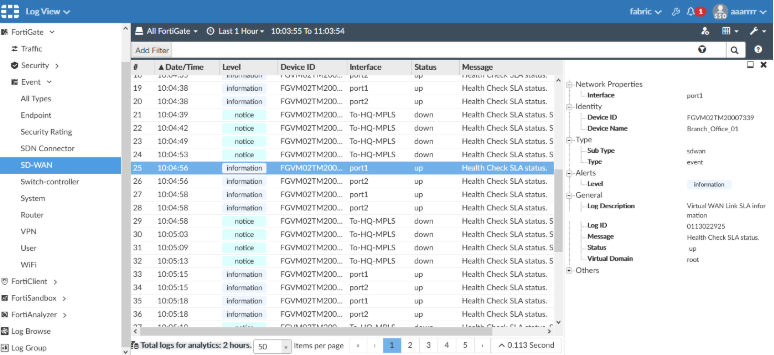 Log View
fabric
1
SSO
aaarrrr
FortiGate
Traffic
Security
Event
All Types
Endpoint
Security Rating
SDN Connector
SD-WAN
Switch-controller
System
Router
VPN
User
WiFi
FortiClient
FortiSandbox
FortiAnalyzer
Log Browse
Log Group
All FortiGate Last 1 Hour 10:03:55 To 11:03:54
Add Filter
# Date/Time Level Device ID Interface Status Message
18 10:04:33 information FGVM02TM200... port1 up Health Check SLA status.
19 10:04:38 information FGVM02TM200... port1 up Health Check SLA status.
20 10:04:38 information FGVM02TM200... port2 up Health Check SLA status.
21 10:04:39 notice FGVM02TM200... To-HQ-MPLS down Health Check SLA status. S
22 10:04:42 notice FGVM02TM200... To-HQ-MPLS down Health Check SLA status. S
23 10:04:49 notice FGVM02TM200... To-HQ-MPLS down Health Check SLA status. S
24 10:04:53 notice FGVM02TM200... To-HQ-MPLS down Health Check SLA status. S
25 10:04:56 information FGVM02TM200... port1 up Health Check SLA status.
26 10:04:56 information FGVM02TM200... port2 up Health Check SLA status.
27 10:04:58 information FGVM02TM200... port1 up Health Check SLA status.
28 10:04:58 information FGVM02TM200... port2 up Health Check SLA status.
29 10:04:58 notice FGVM02TM200... To-HQ-MPLS down Health Check SLA status. S
30 10:05:03 notice FGVM02TM200... To-HQ-MPLS down Health Check SLA status. S
31 10:05:09 notice FGVM02TM200... To-HQ-MPLS down Health Check SLA status. S
32 10:05:13 notice FGVM02TM200... To-HQ-MPLS down Health Check SLA status. S
33 10:05:15 information FGVM02TM200... port1 up Health Check SLA status.
34 10:05:15 information FGVM02TM200... port2 up Health Check SLA status.
35 10:05:18 information FGVM02TM200... port1 up Health Check SLA status.
36 10:05:18 information FGVM02TM200... port2 up Health Check SLA status.
Total logs for analytics: 2 hours. 50 Items per page 1 2 3 4 5 0.113 Second
Network Properties
Interface port1
Identity
Device ID FGVM02TM20007339
Device Name Branch_Office_01
Type
Sub Type sdwan
Type event
Alerts
Level information
General
Log Description Virtual WAN Link SLA infor
mation
Log ID 0113022925
Message Health Check SLA status.
Status up
Virtual Domain root
Others